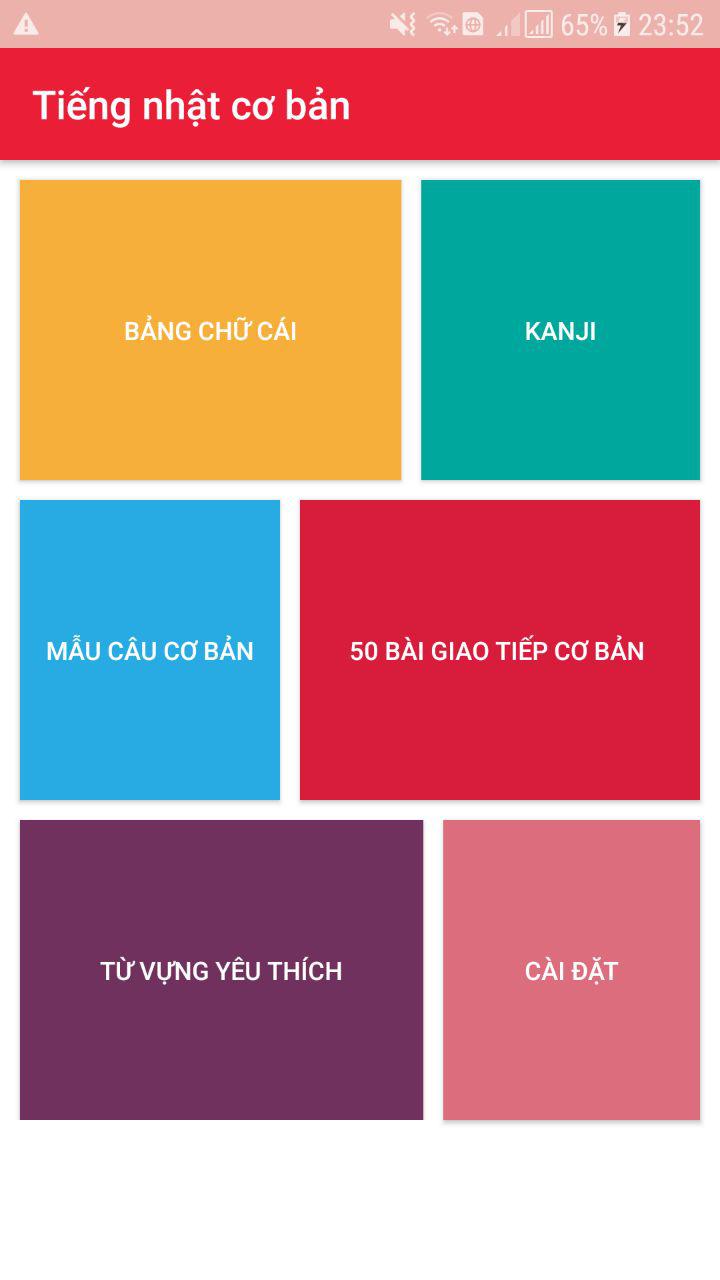 65% 23:52
Tiếng nhật cơ bản
BẢNG CHỮ CÁI
KANJI
MẪU CÂU CƠ BẢN
50 BÀI GIAO TIẾP CƠ BẢN
TỪ VỰNG YÊU THÍCH
CÀI ĐẶT